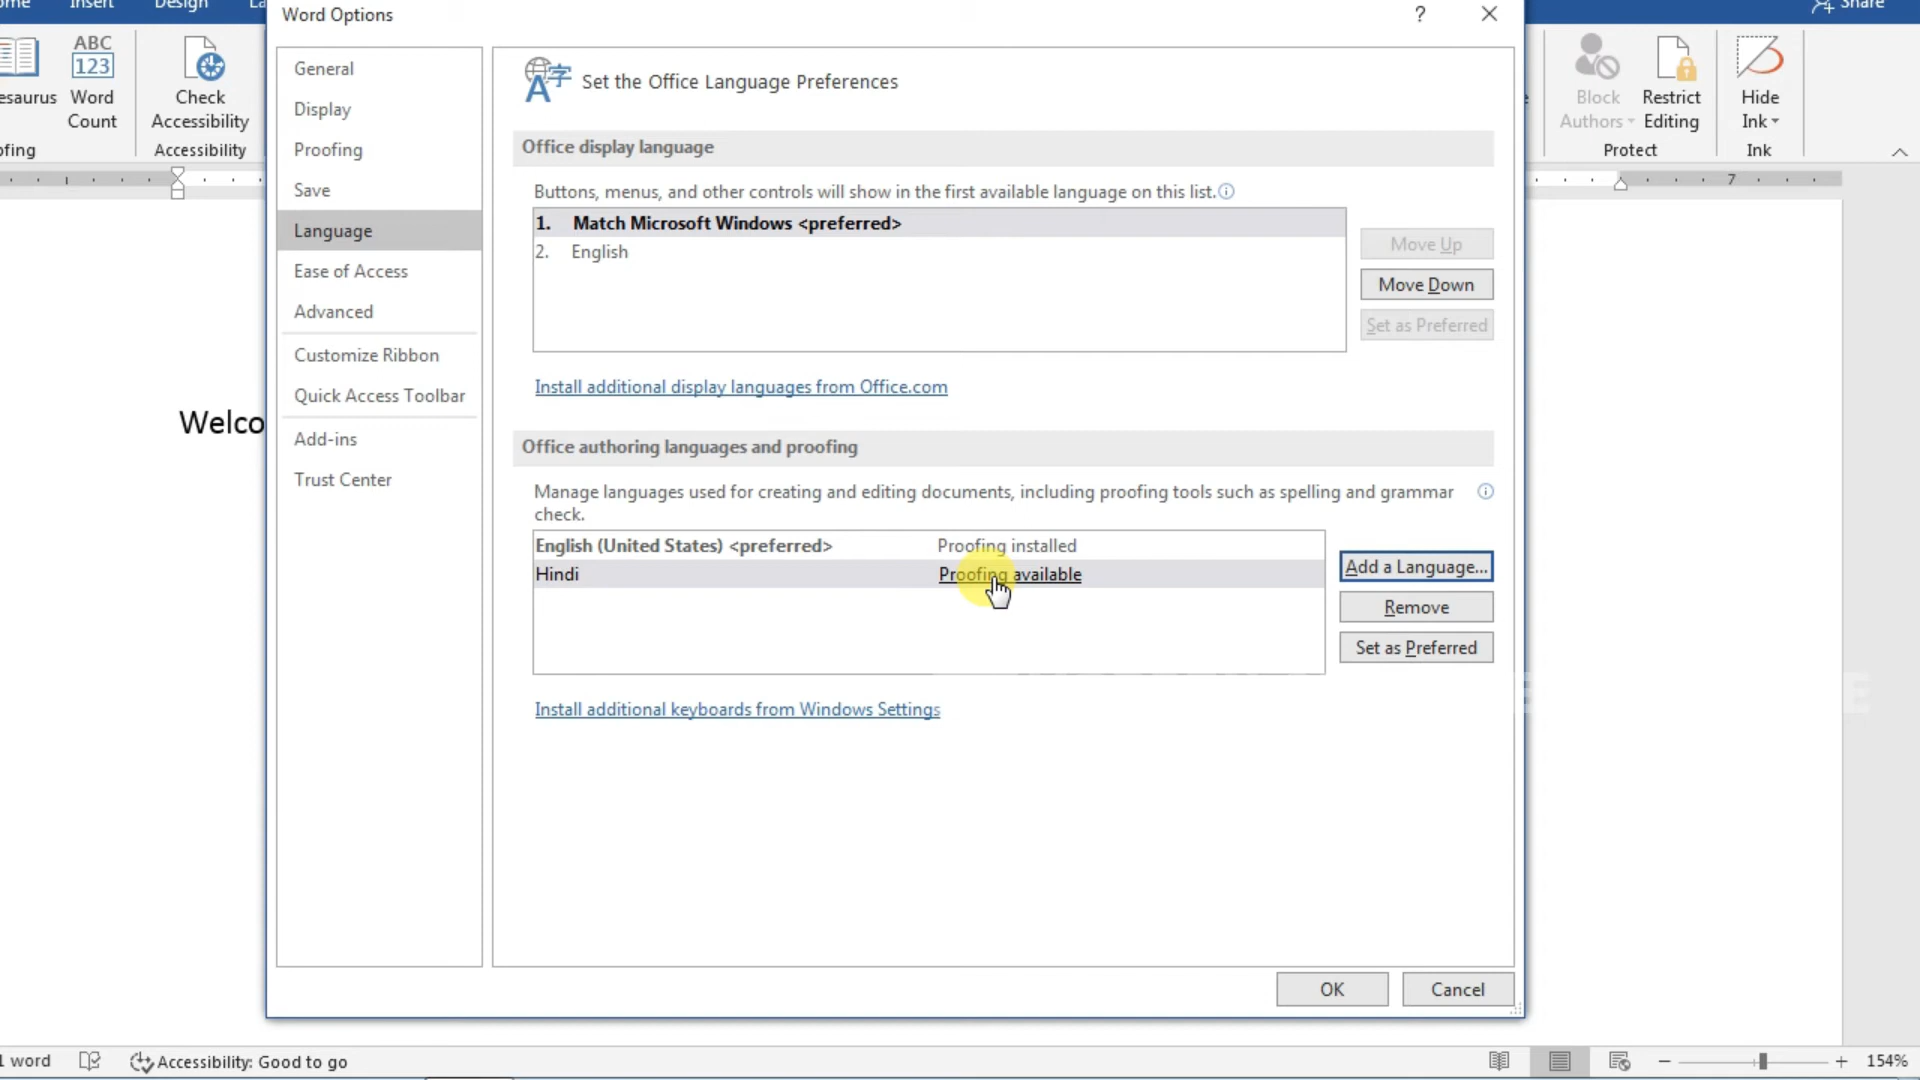 ome Insert Design La
Share
Word Options
?
esaurus
ABC
123
Word
Count
Check
Accessibility
ofing
Accessibility
General
Display
Proofing
Save
Language
Ease of Access
Advanced
Customize Ribbon
Quick Access Toolbar
Add-ins
Trust Center
Set the Office Language Preferences
Office display language
Buttons, menus, and other controls will show in the first available language on this list.
1. Match Microsoft Windows <preferred>
2. English
Move Up
Move Down
Set as Preferred
Install additional display languages from Office.com
Office authoring languages and proofing
Manage languages used for creating and editing documents, including proofing tools such as spelling and grammar
check.
English (United States) <preferred> Proofing installed
Hindi Proofing available
Add a Language...
Remove
Set as Preferred
Install additional keyboards from Windows Settings
OK
Cancel
Block
Authors
Restrict
Editing
Protect
Hide
Ink
Ink
7
Welco
1 word
Accessibility: Good to go
154%